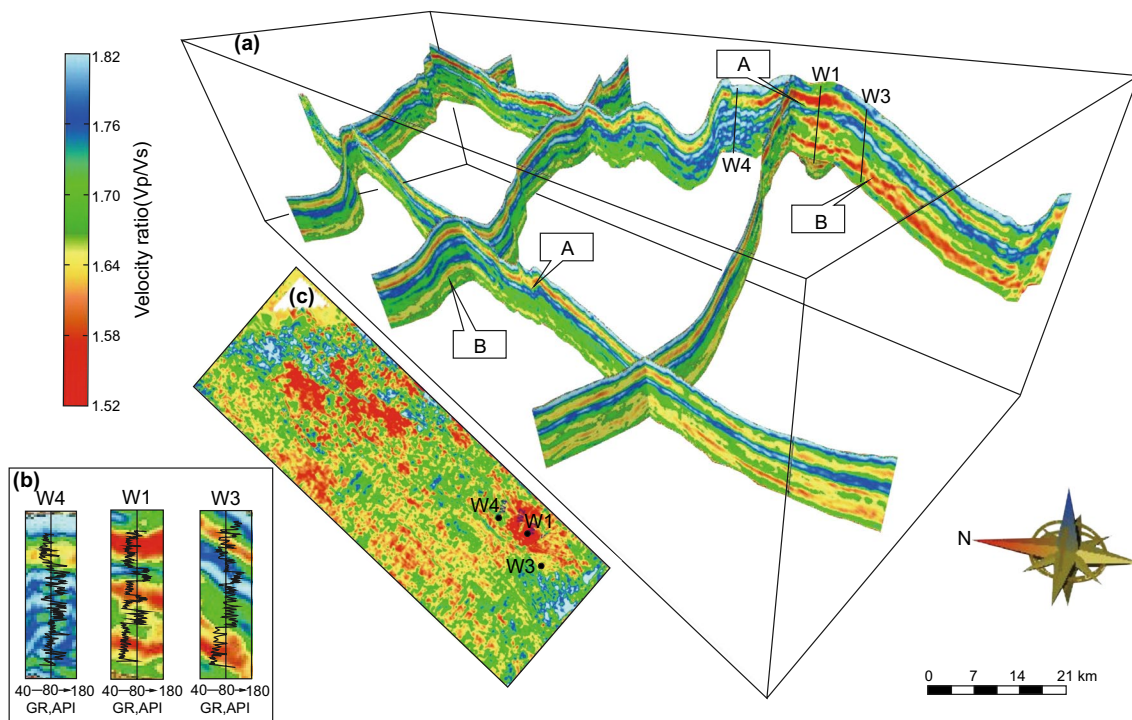 (a)
1.82
1.76
1.70
1.64
1.58
1.52
Velocity ratio(Vp/Vs)
A
W1
W3
W4
B
A
B
(c)
W4
W1
W3
(b)
W4
W1
W3
40—80→180
40—80→180
40—80→180
GR,API
GR,API
GR,API
N
0 7 14 21 km